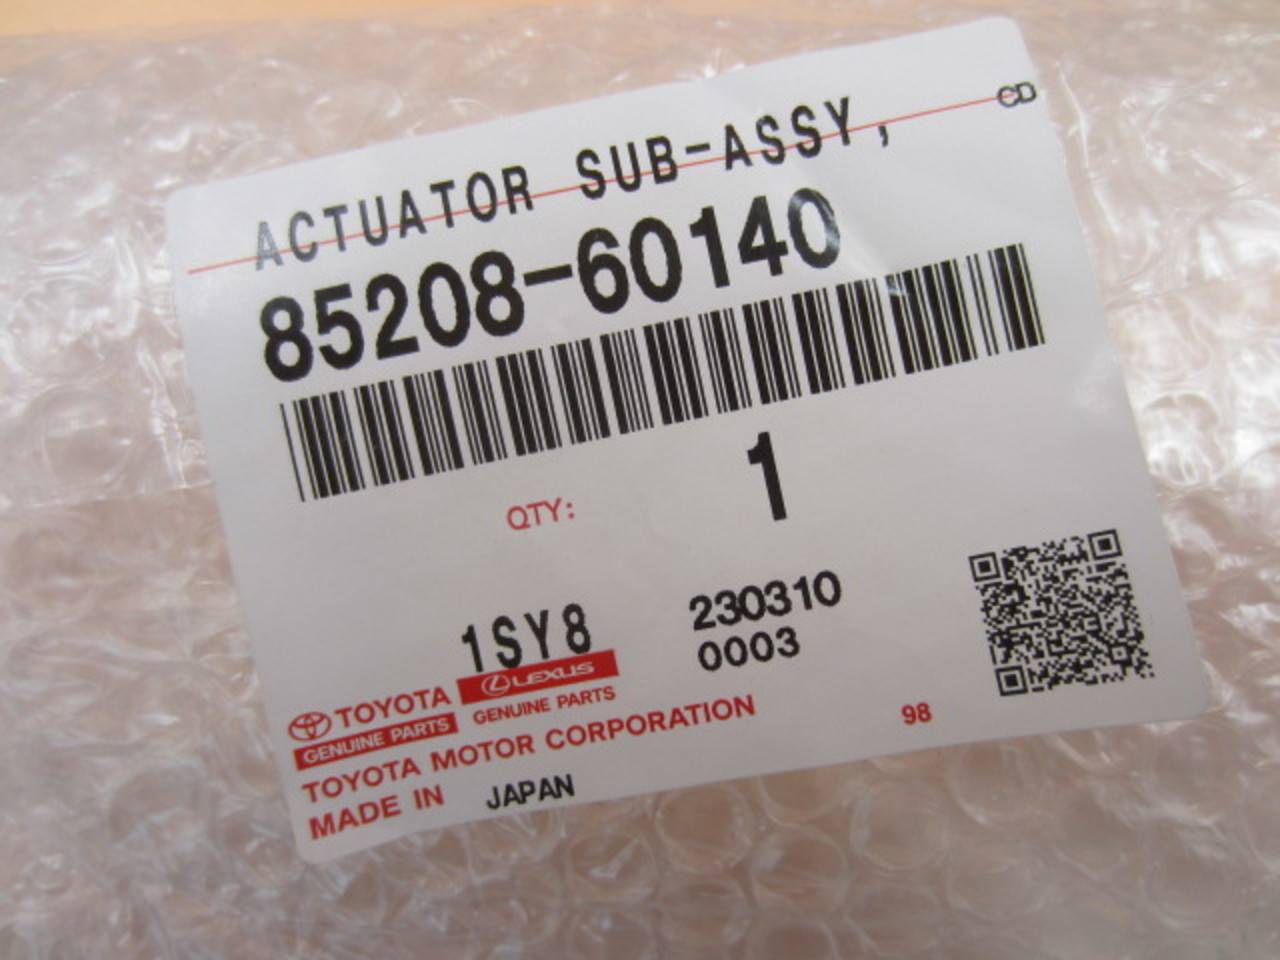 CD
ACTUATOR SUB-ASSY,
85208-60140
QTY: 1
1SY8 230310
0003
TOYOTA LEXUS
GENUINE PARTS GENUINE PARTS
TOYOTA MOTOR CORPORATION 98
MADE IN JAPAN